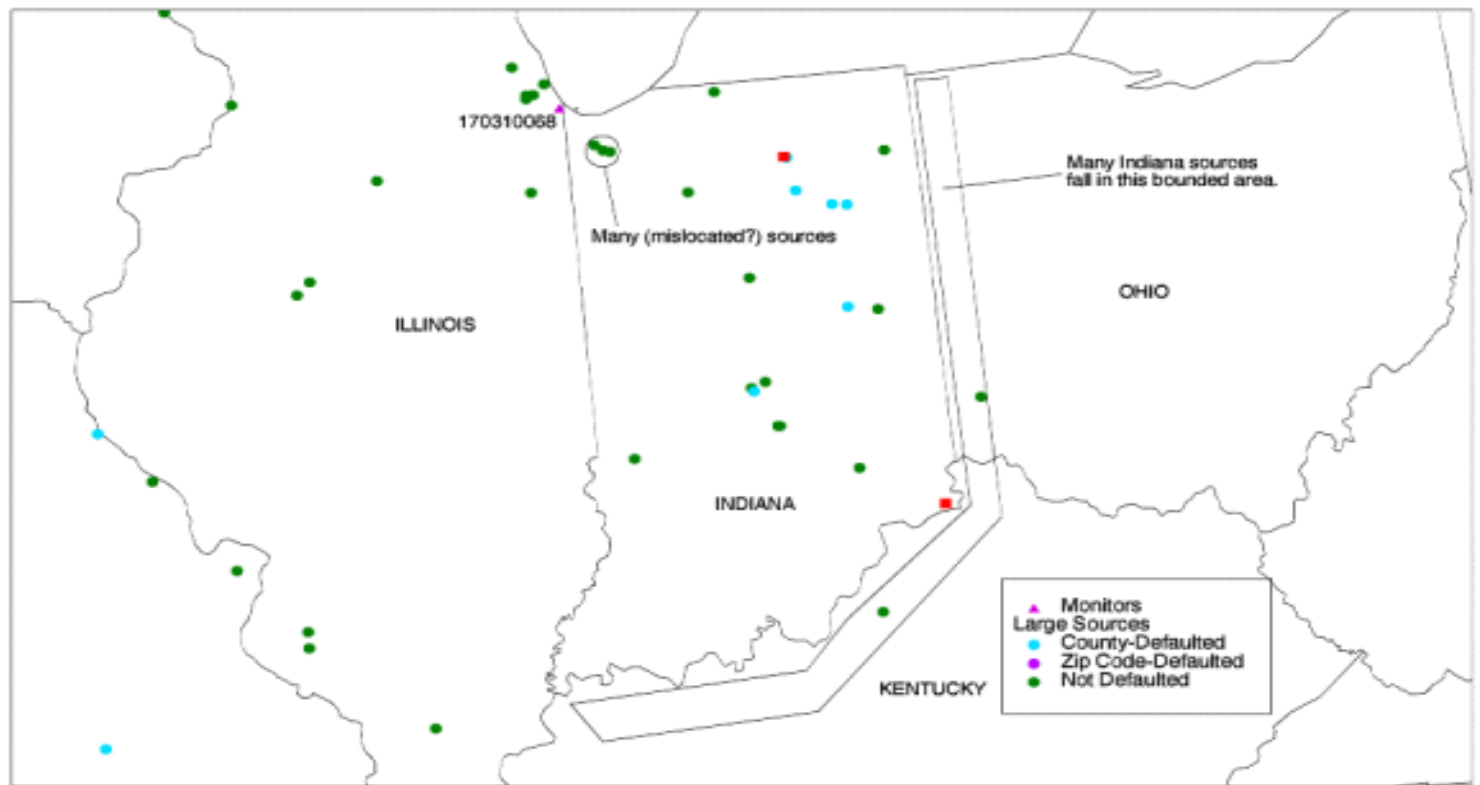 170310068
Many Indiana sources
fall in this bounded area.
Many (mislocated?) sources
OHIO
ILLINOIS
INDIANA
Monitors
Large Sources
County-Defaulted
Zip Code-Defaulted
Not Defaulted
KENTUCKY